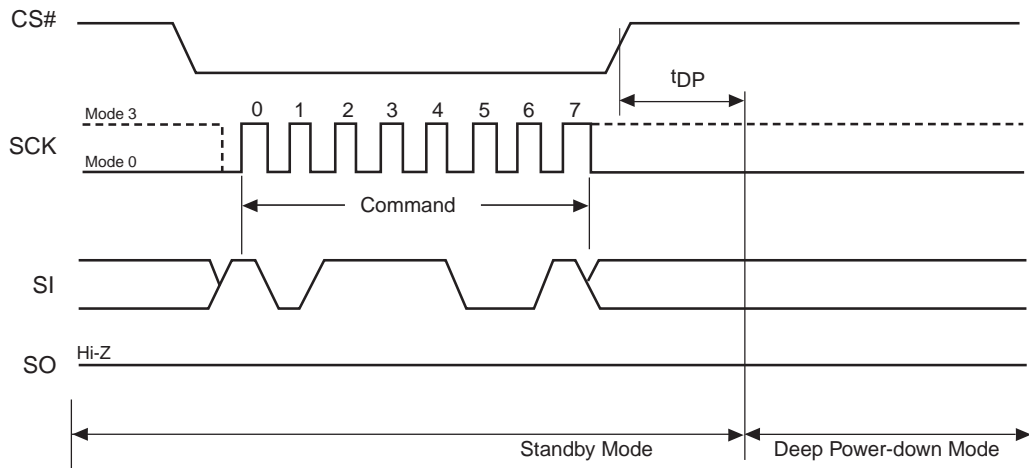 CS#
tDP
Mode 3
0 1 2 3 4 5 6 7
SCK
Mode 0
Command
SI
Hi-Z
SO
Standby Mode
Deep Power-down Mode